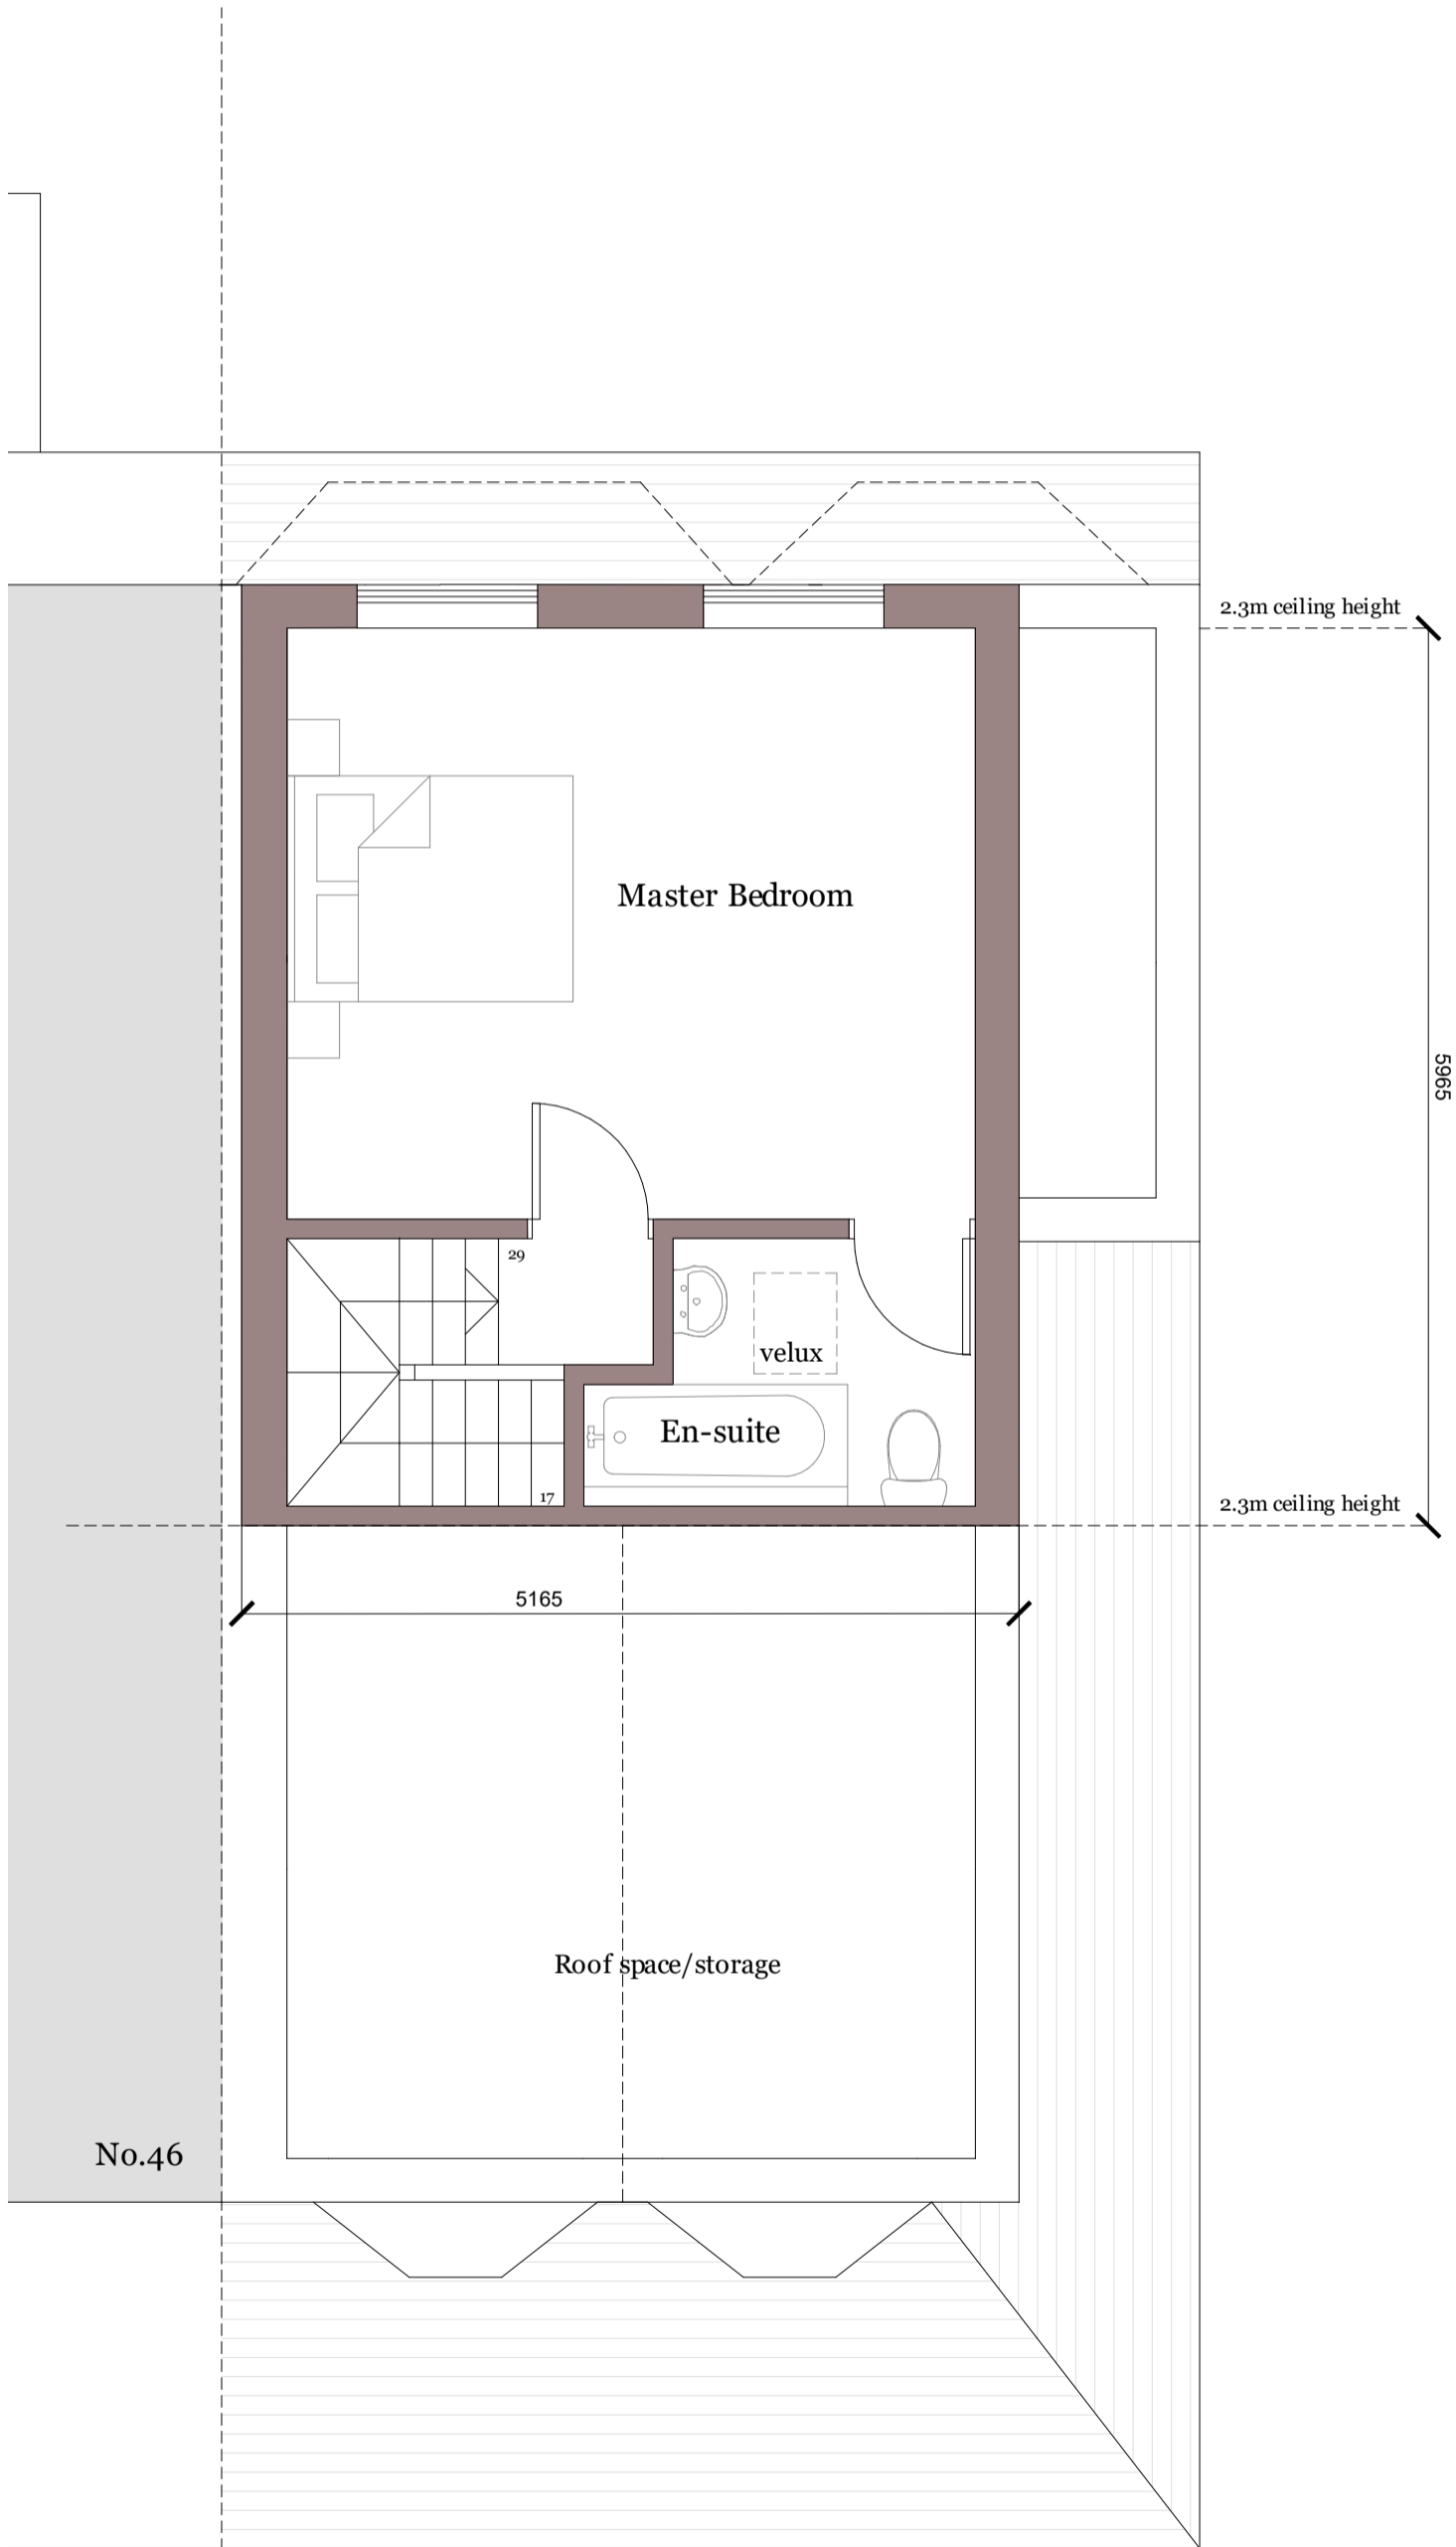 2.3m ceiling height
Master Bedroom
5965
29
velux
En-suite
17
2.3m ceiling height
5165
Roof space/storage
No.46